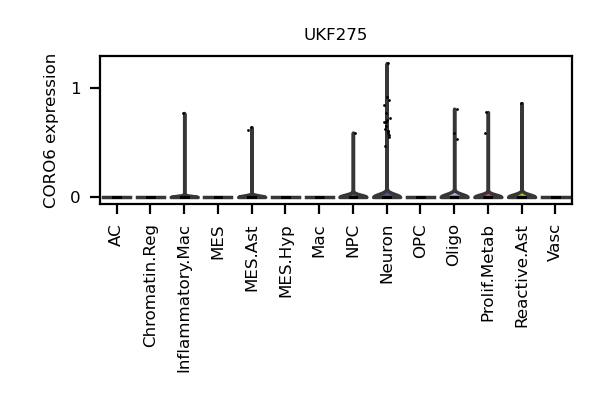 UKF275
CORO6 expression
1
0
AC
Chromatin.Reg
Inflammatory.Mac
MES
MES.Ast
MES.Hyp
Mac
NPC
Neuron
OPC
Oligo
Prolif.Metab
Reactive.Ast
Vasc